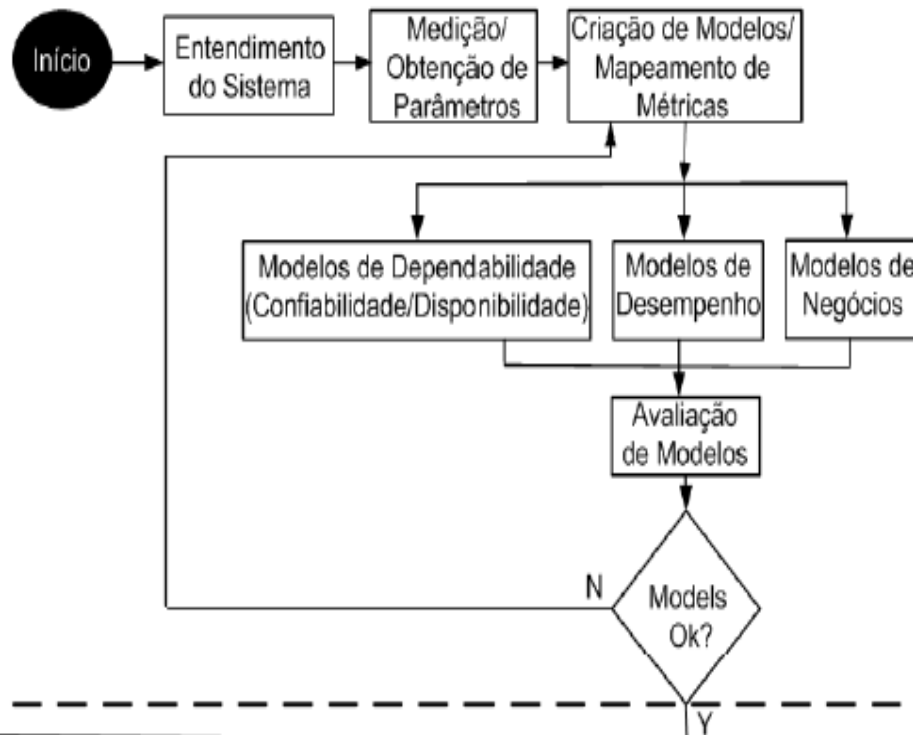 Início
Entendimento
do Sistema
Medição/
Obtenção de
Parâmetros
Criação de Modelos/
Mapeamento de
Métricas
Modelos de Dependabilidade
(Confiabilidade/Disponibilidade)
Modelos de
Desempenho
Modelos de
Negócios
Avaliação
de Modelos
N
Models
Ok?
Y